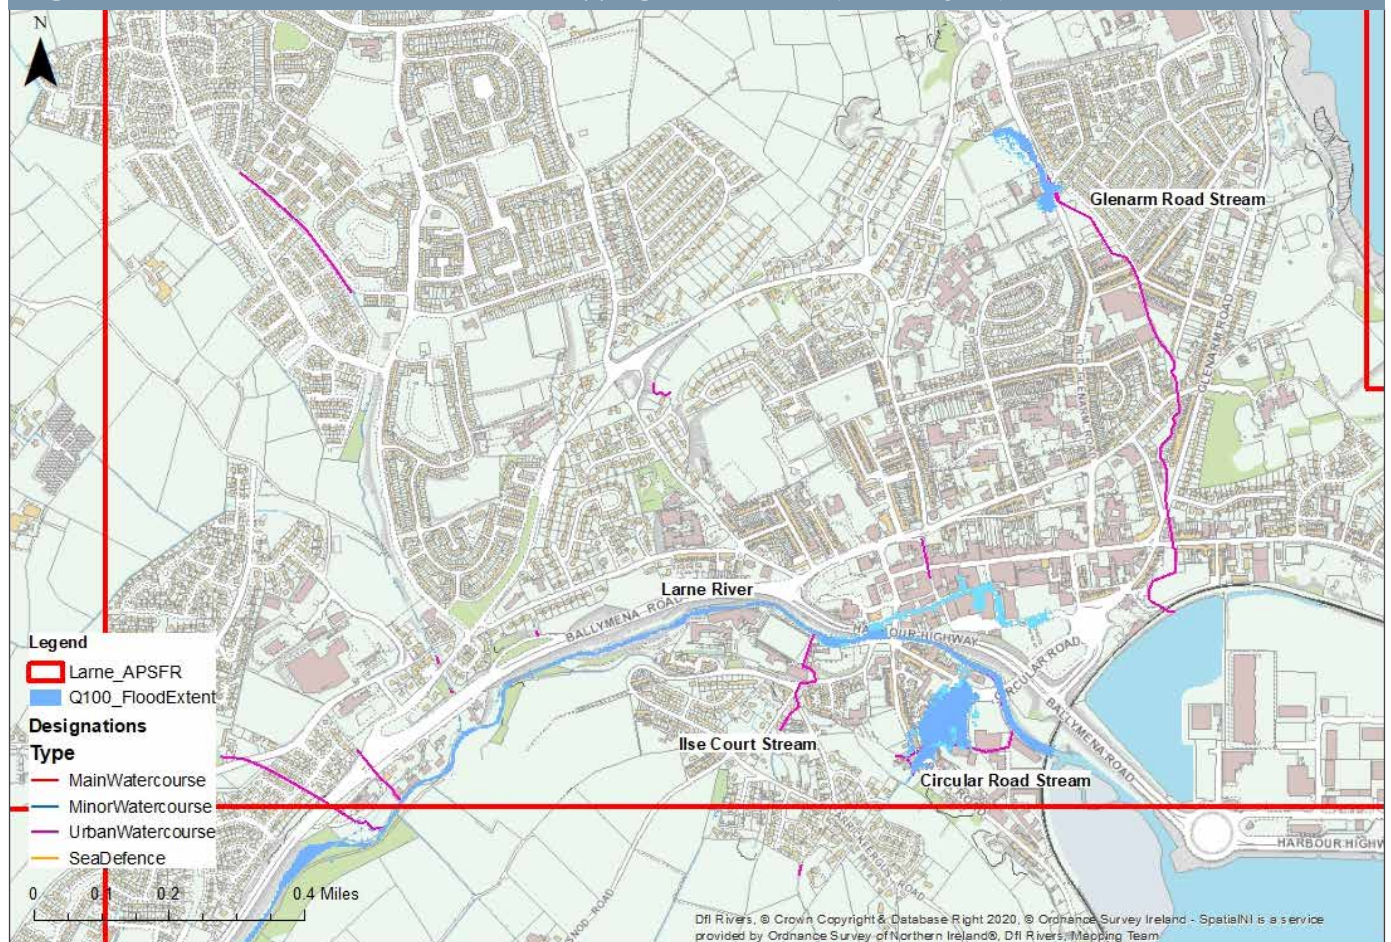 N
Glenarm Road Stream
GLENARM ROAD
Larne River
BALLYMENA ROAD
HARBOUR HIGHWAY
CIRCULAR ROAD
BALLYMENA ROAD
Ilse Court Stream
Circular Road Stream
Legend
Larne_APSFR
Q100_FloodExtent
Designations
Type
MainWatercourse
MinorWatercourse
UrbanWatercourse
SeaDefence
0 0.1 0.2 0.4 Miles
HARBOUR HIGHW
DfI Rivers, © Crown Copyright & Database Right 2020, © Ordnance Survey Ireland - SpatialNI is a service
provided by Ordnance Survey of Northern Ireland®, DfI Rivers, Mapping Team